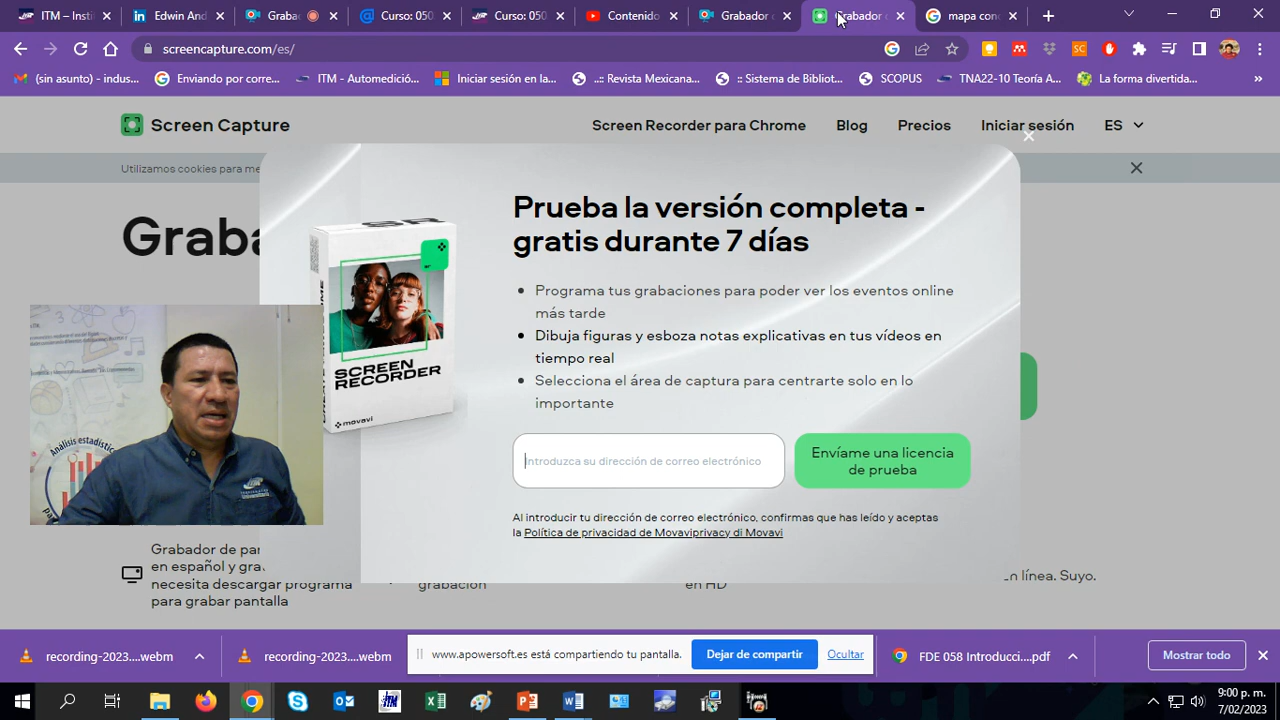 ITM — Insti
Edwin And
Graba
Curso: 050
Curso: 050
Contenido
Grabador
Grabador
mapa con
screencapture.com/es/
(sin asunto) - indus...
Enviando por corre...
ITM - Automedició...
Iniciar sesión en la...
..:: Revista Mexicana...
:: Sistema de Bibliot...
SCOPUS
TNA22-10 Teoría A...
La forma divertida...
Screen Capture
Screen Recorder para Chrome
Blog
Precios
Iniciar sesión
ES
Utilizamos cookies para me
Graba
Prueba la versión completa -
gratis durante 7 días
• Programa tus grabaciones para poder ver los eventos online
más tarde
• Dibuja figuras y esboza notas explicativas en tus vídeos en
tiempo real
• Selecciona el área de captura para centrarte solo en lo
importante
SCREEN
RECORDER
movavi
Introduzca su dirección de correo electrónico
Envíame una licencia
de prueba
Al introducir tu dirección de correo electrónico, confirmas que has leído y aceptas
la Política de privacidad de Movaviprivacy di Movavi
Análisis estadístic
Grabador de pan
en español y grab
necesita descargar programa
para grabar pantalla
grabación
en HD
n línea. Suyo.
recording-2023....webm
recording-2023....webm
www.apowersoft.es está compartiendo tu pantalla.
Dejar de compartir
Ocultar
FDE 058 Introducci....pdf
Mostrar todo
9:00 p. m.
7/02/2023